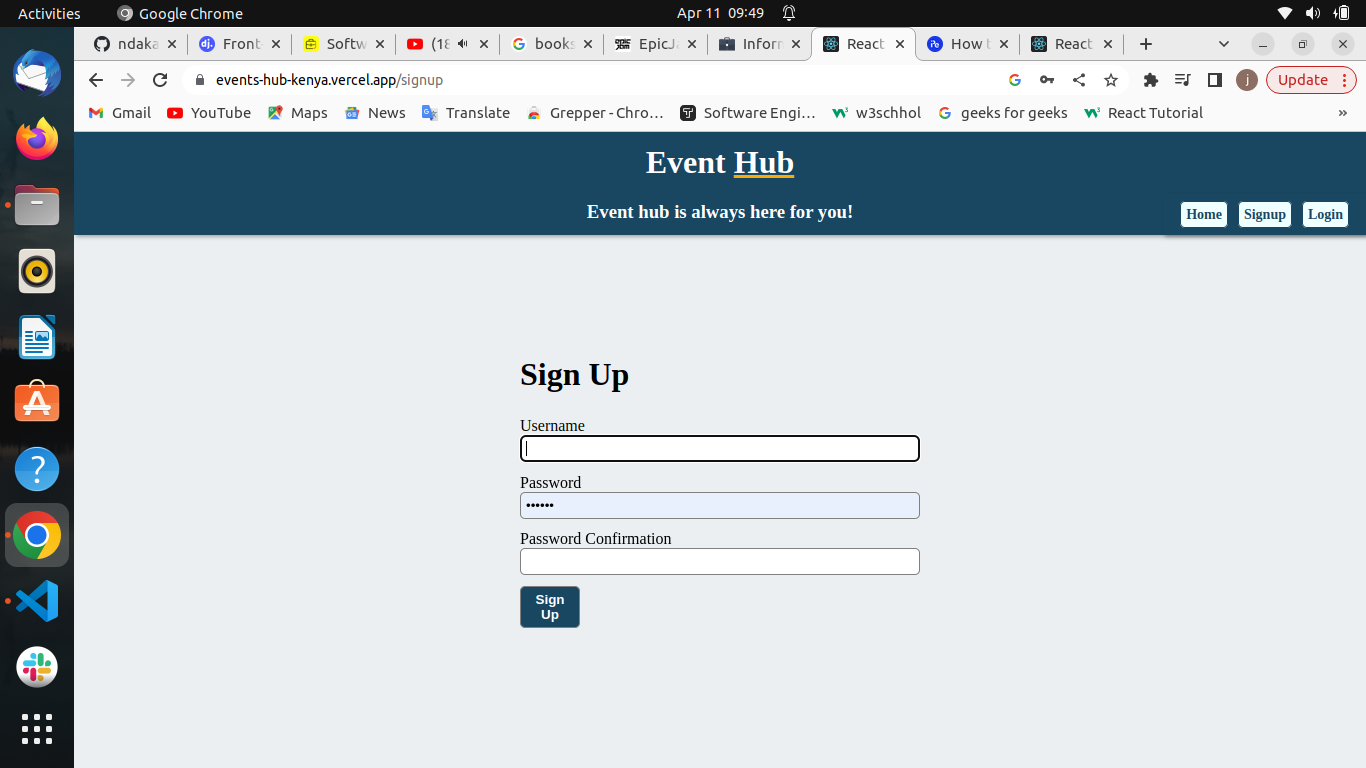 Activities Google Chrome Apr 11 09:49
ndaka Front- Softw (18 books EpicJa Inform React How t React
events-hub-kenya.vercel.app/signup j Update
Gmail YouTube Maps News Translate Grepper - Chro… Software Engi… w3schhol geeks for geeks React Tutorial »
Event Hub
Event hub is always here for you!
Home Signup Login
Sign Up
Username
Password
••••••
Password Confirmation
Sign
Up